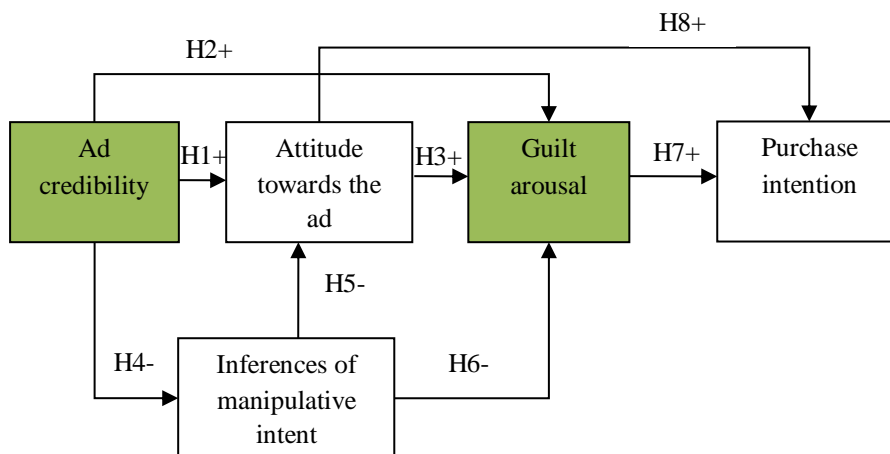 H8+
H2+
Ad
credibility
H1+
Attitude
towards the
ad
H3+
Guilt
arousal
H7+
Purchase
intention
H5-
H4-
Inferences of
manipulative
intent
H6-